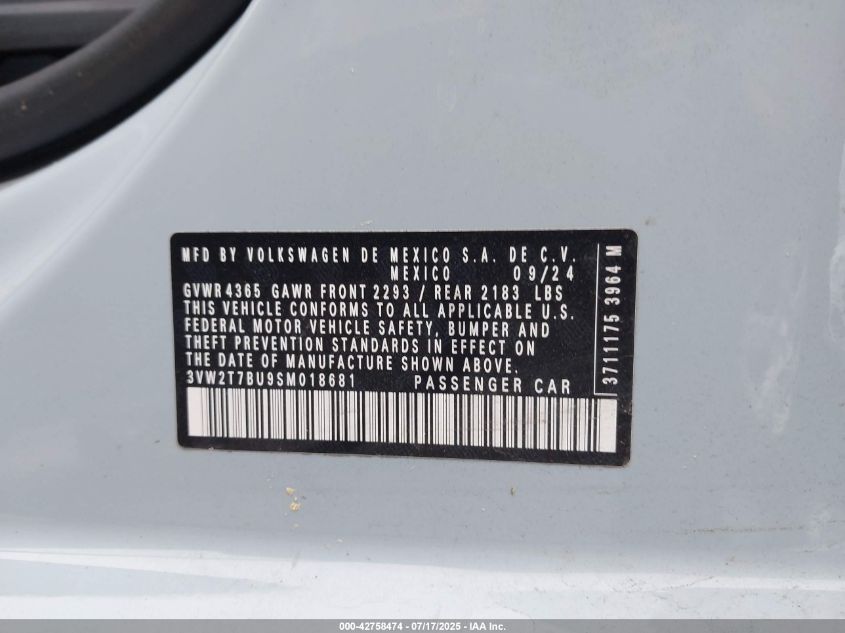 MFD BY VOLKSWAGEN DE MEXICO S.A. DE C.V.
MEXICO 09/24
GVWR 4365 GAWR FRONT 2293 / REAR 2183 LBS
THIS VEHICLE CONFORMS TO ALL APPLICABLE U.S.
FEDERAL MOTOR VEHICLE SAFETY, BUMPER AND
THEFT PREVENTION STANDARDS IN EFFECT ON
THE DATE OF MANUFACTURE SHOWN ABOVE.
3VW2T7BU9SM018681 PASSENGER CAR
3711175 3964 M
000-42758474 - 07/17/2025 - IAA Inc.